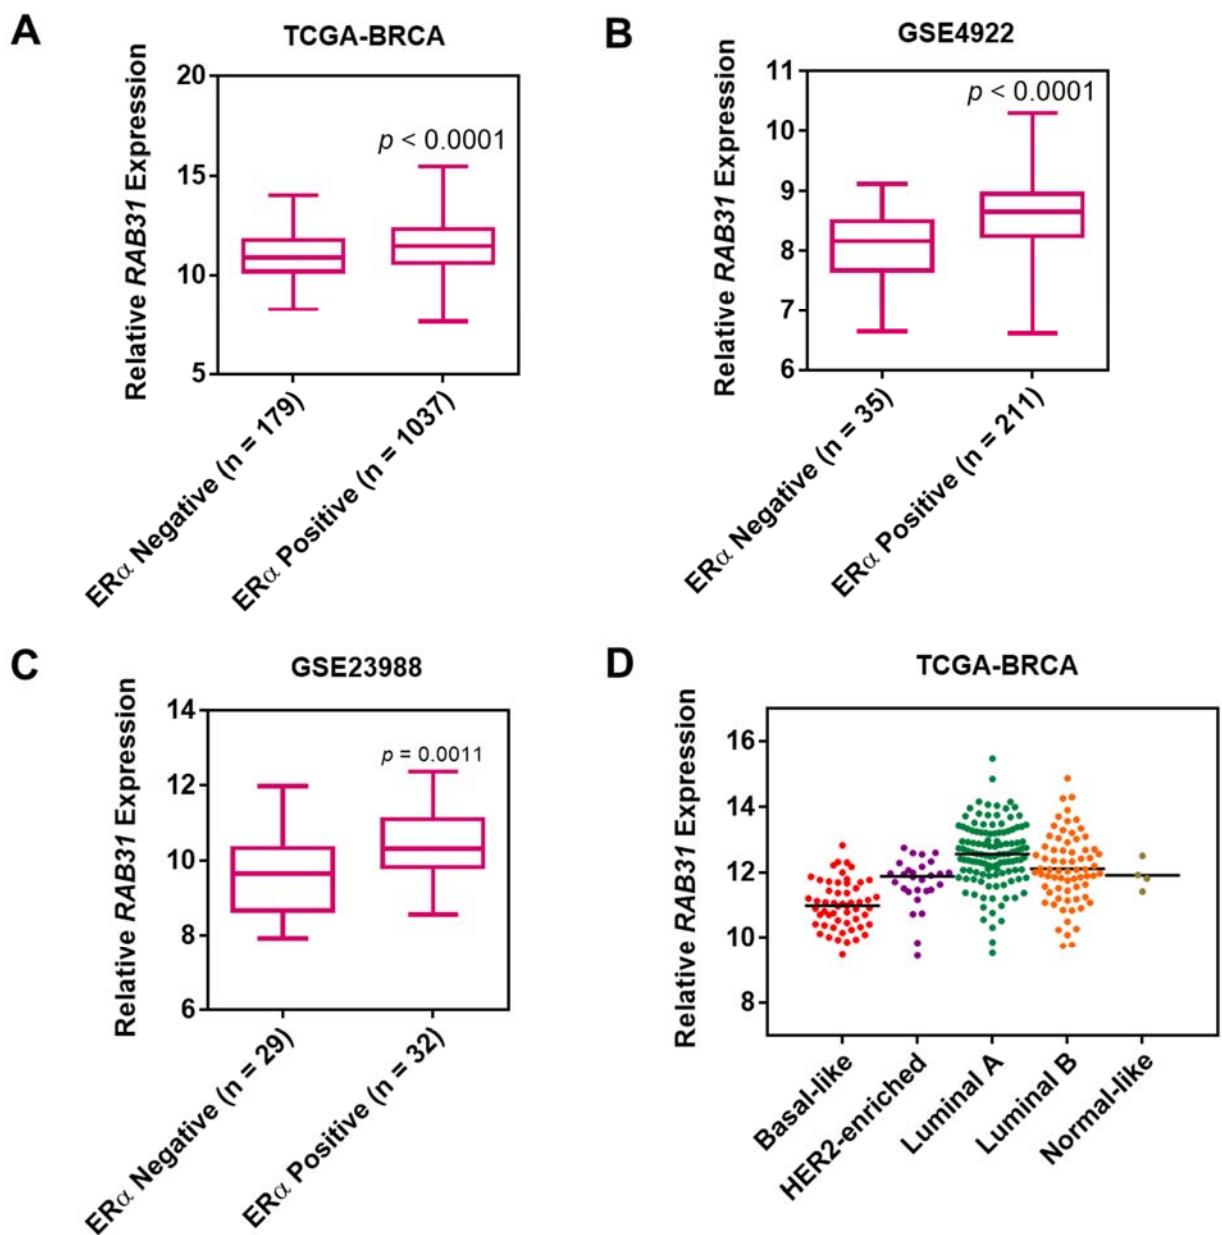 A
TCGA-BRCA
Relative RAB31 Expression
20
15
10
5
p < 0.0001
ERα Negative (n = 179)
ERα Positive (n = 1037)
B
GSE4922
Relative RAB31 Expression
11
10
9
8
7
6
p < 0.0001
ERα Negative (n = 35)
ERα Positive (n = 211)
C
GSE23988
Relative RAB31 Expression
14
12
10
8
6
p = 0.0011
ERα Negative (n = 29)
ERα Positive (n = 32)
D
TCGA-BRCA
Relative RAB31 Expression
16
14
12
10
8
Basal-like
HER2-enriched
Luminal A
Luminal B
Normal-like